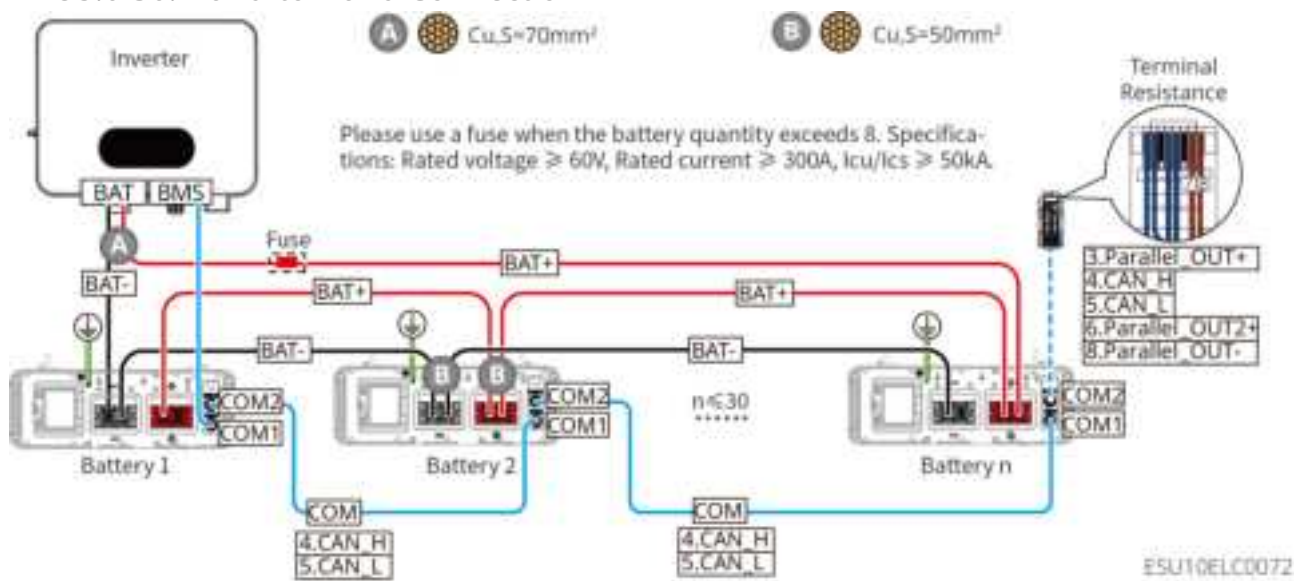 A Cu,S=70mm²
B Cu,S=50mm²
Inverter
Terminal
Resistance
Please use a fuse when the battery quantity exceeds 8. Specifica-
tions: Rated voltage ⩾ 60V, Rated current ⩾ 300A, Icu/Ics ⩾ 50kA.
BAT BMS
A
Fuse
BAT+
BAT-
BAT+
BAT+
3.Parallel_OUT+
4.CAN_H
5.CAN_L
6.Parallel_OUT2+
8.Parallel_OUT-
BAT-
BAT-
B B
COM2
COM1
COM2
COM1
n⩽30
COM2
COM1
Battery 1
Battery 2
Battery n
COM
4.CAN_H
5.CAN_L
COM
4.CAN_H
5.CAN_L
ESU10ELC0072